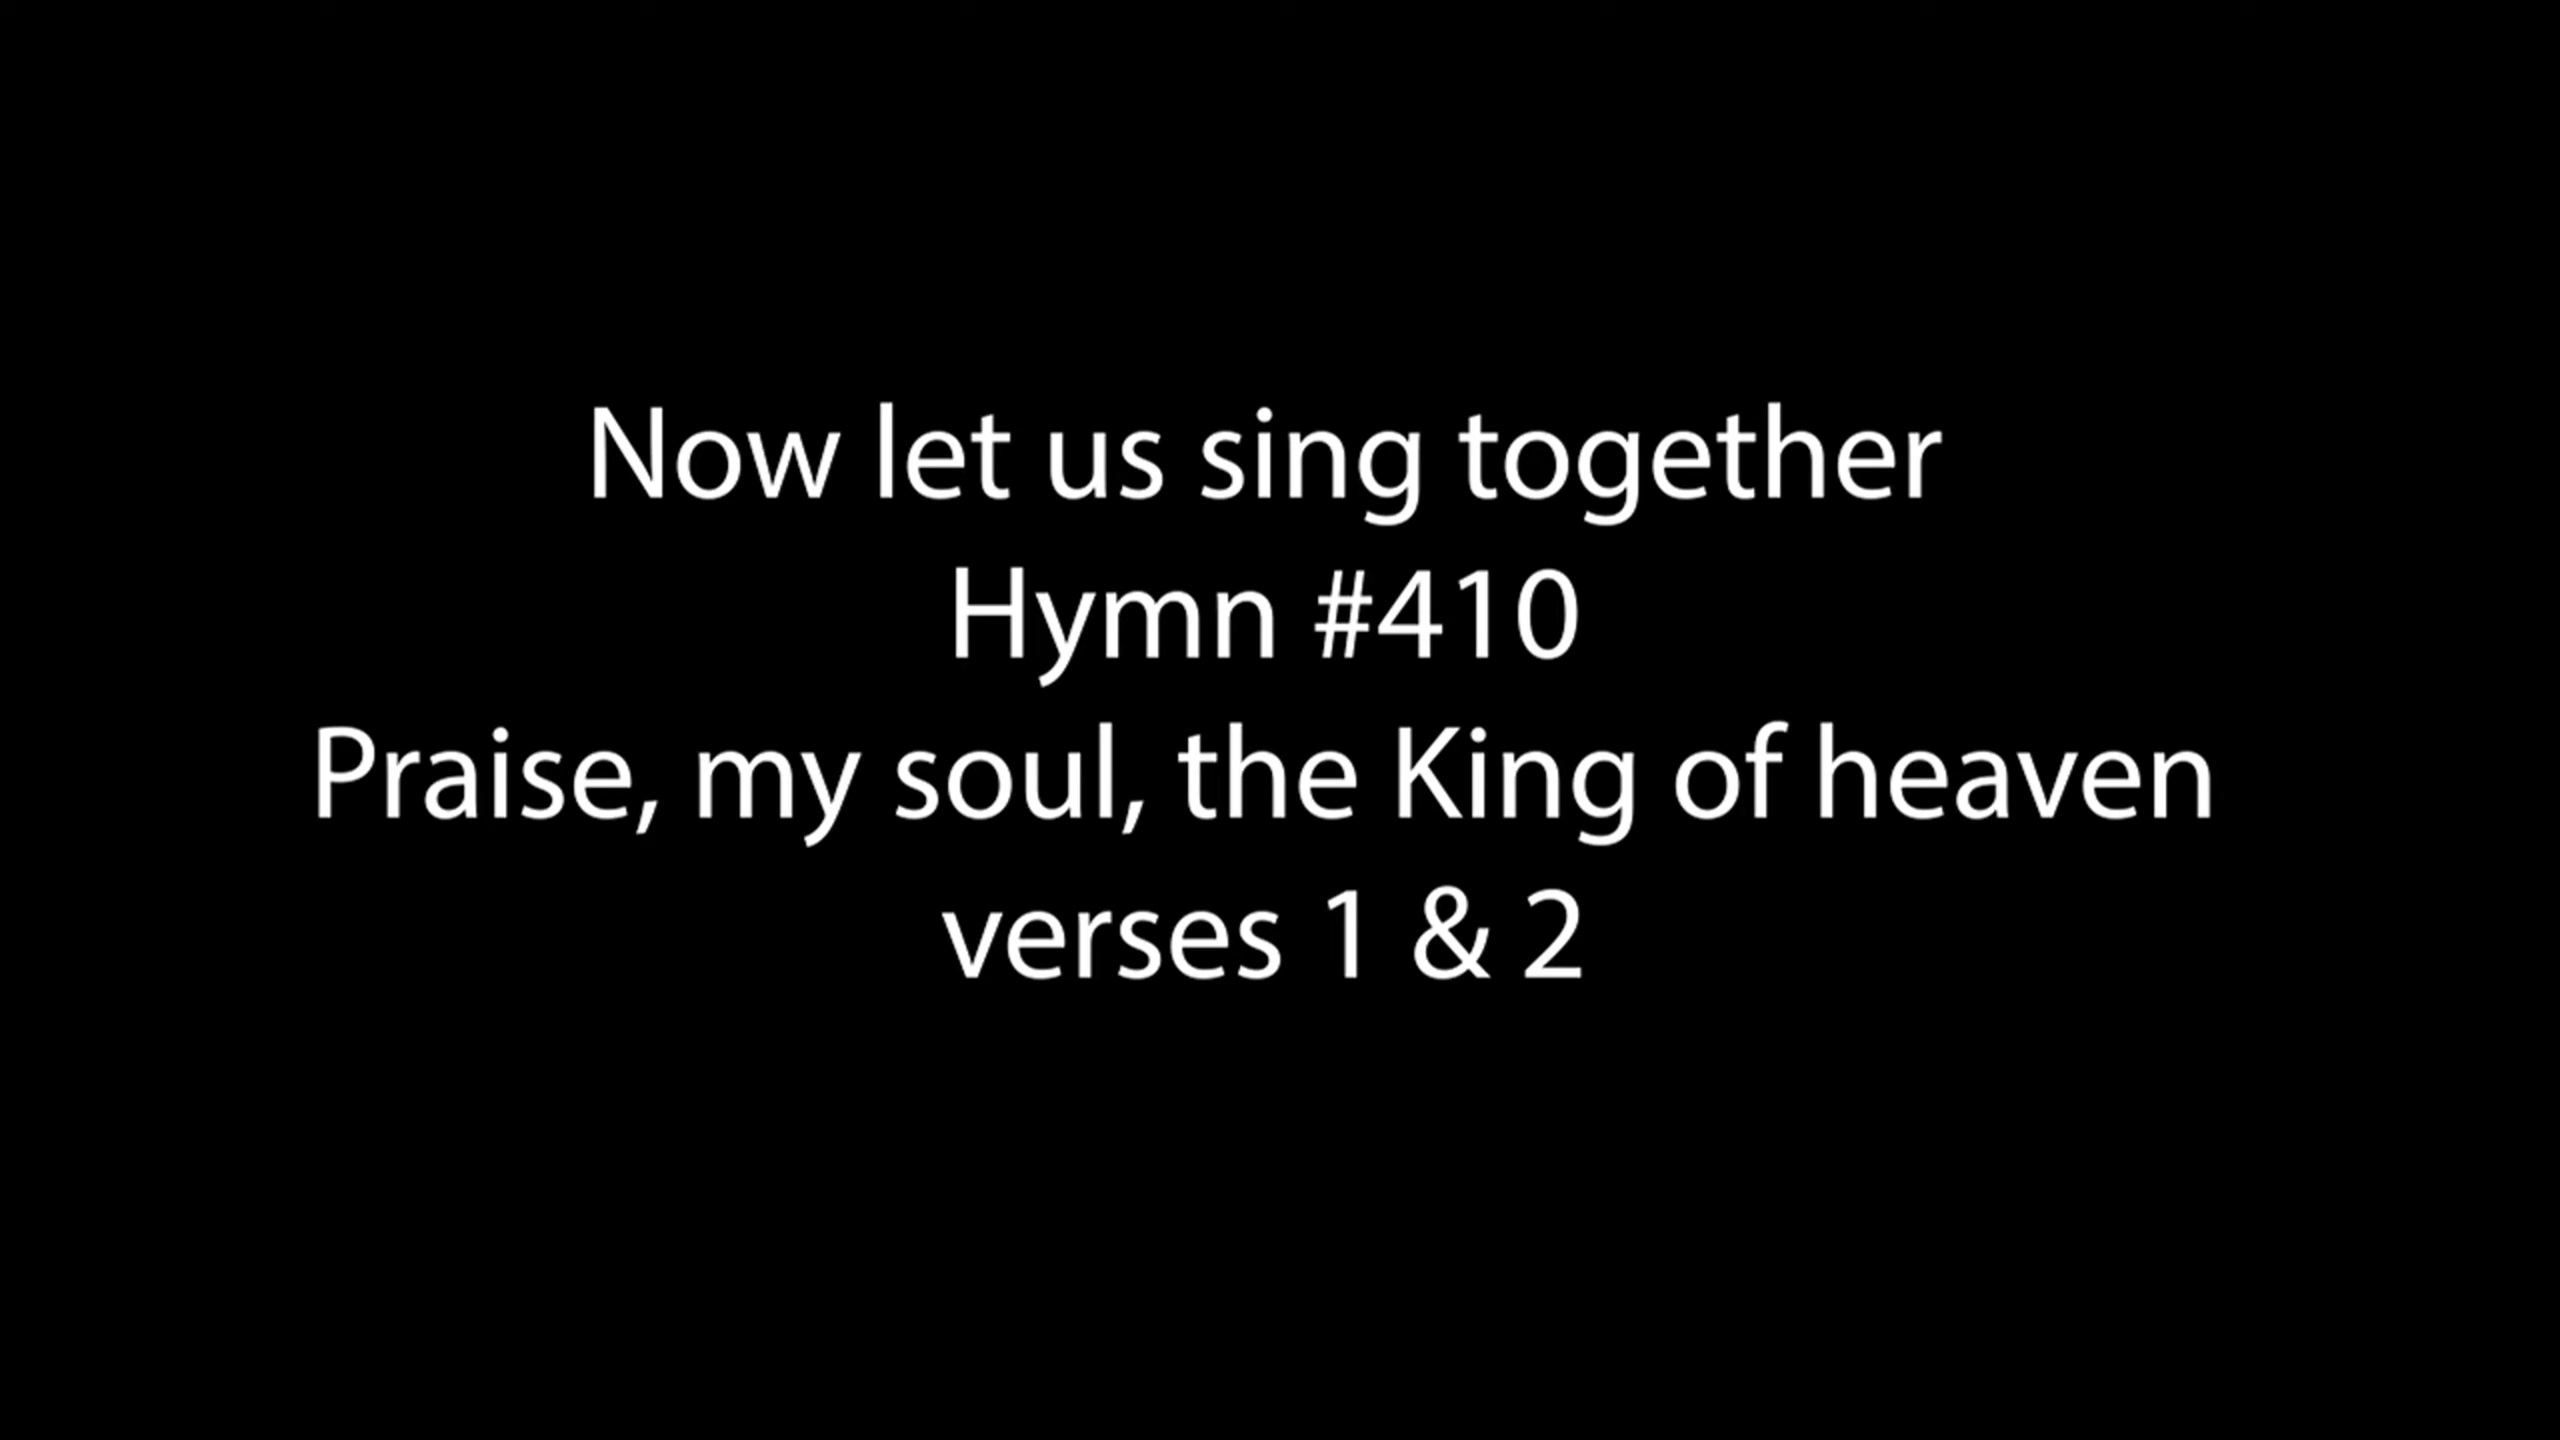 Now let us sing together
Hymn #410
Praise, my soul, the King of heaven
verses 1 & 2